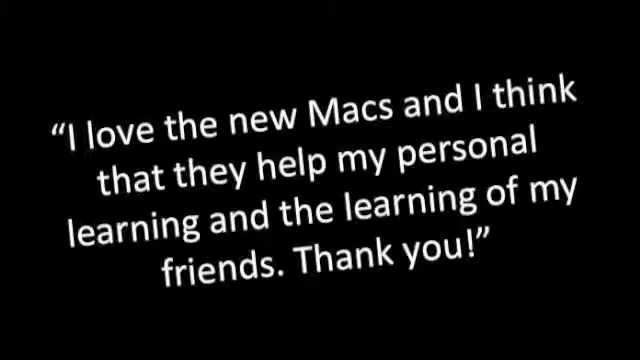 “I love the new Macs and I think
that they help my personal
learning and the learning of my
friends. Thank you!”